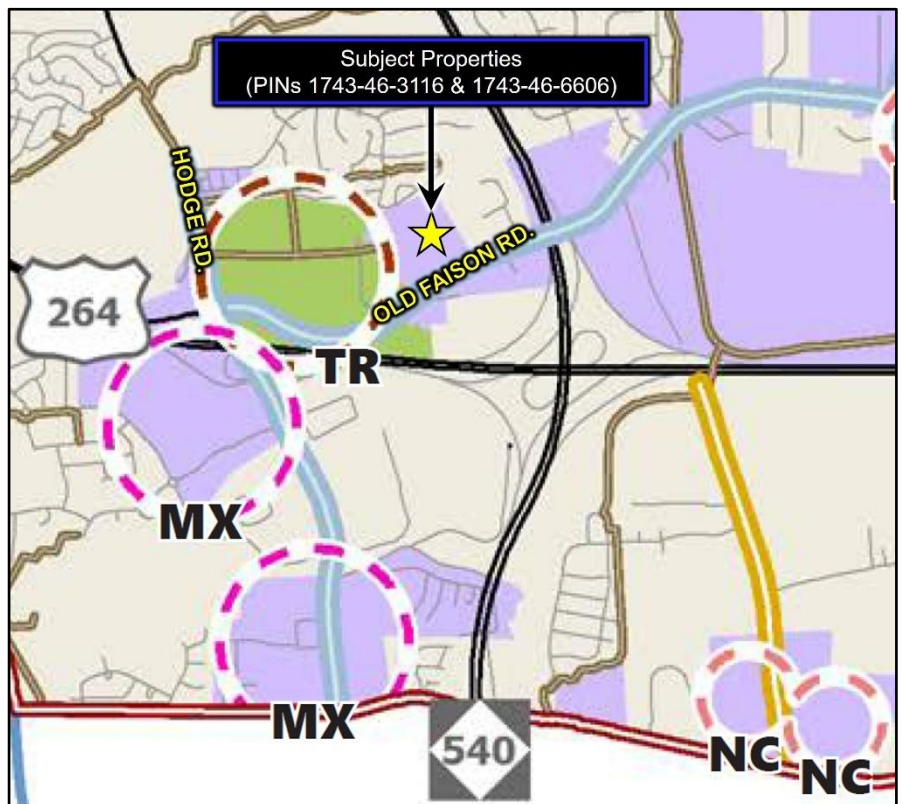 Subject Properties
(PINs 1743-46-3116 & 1743-46-6606)
HODGE RD.
OLD FAISON RD.
264
TR
MX
MX
540
NC
NC